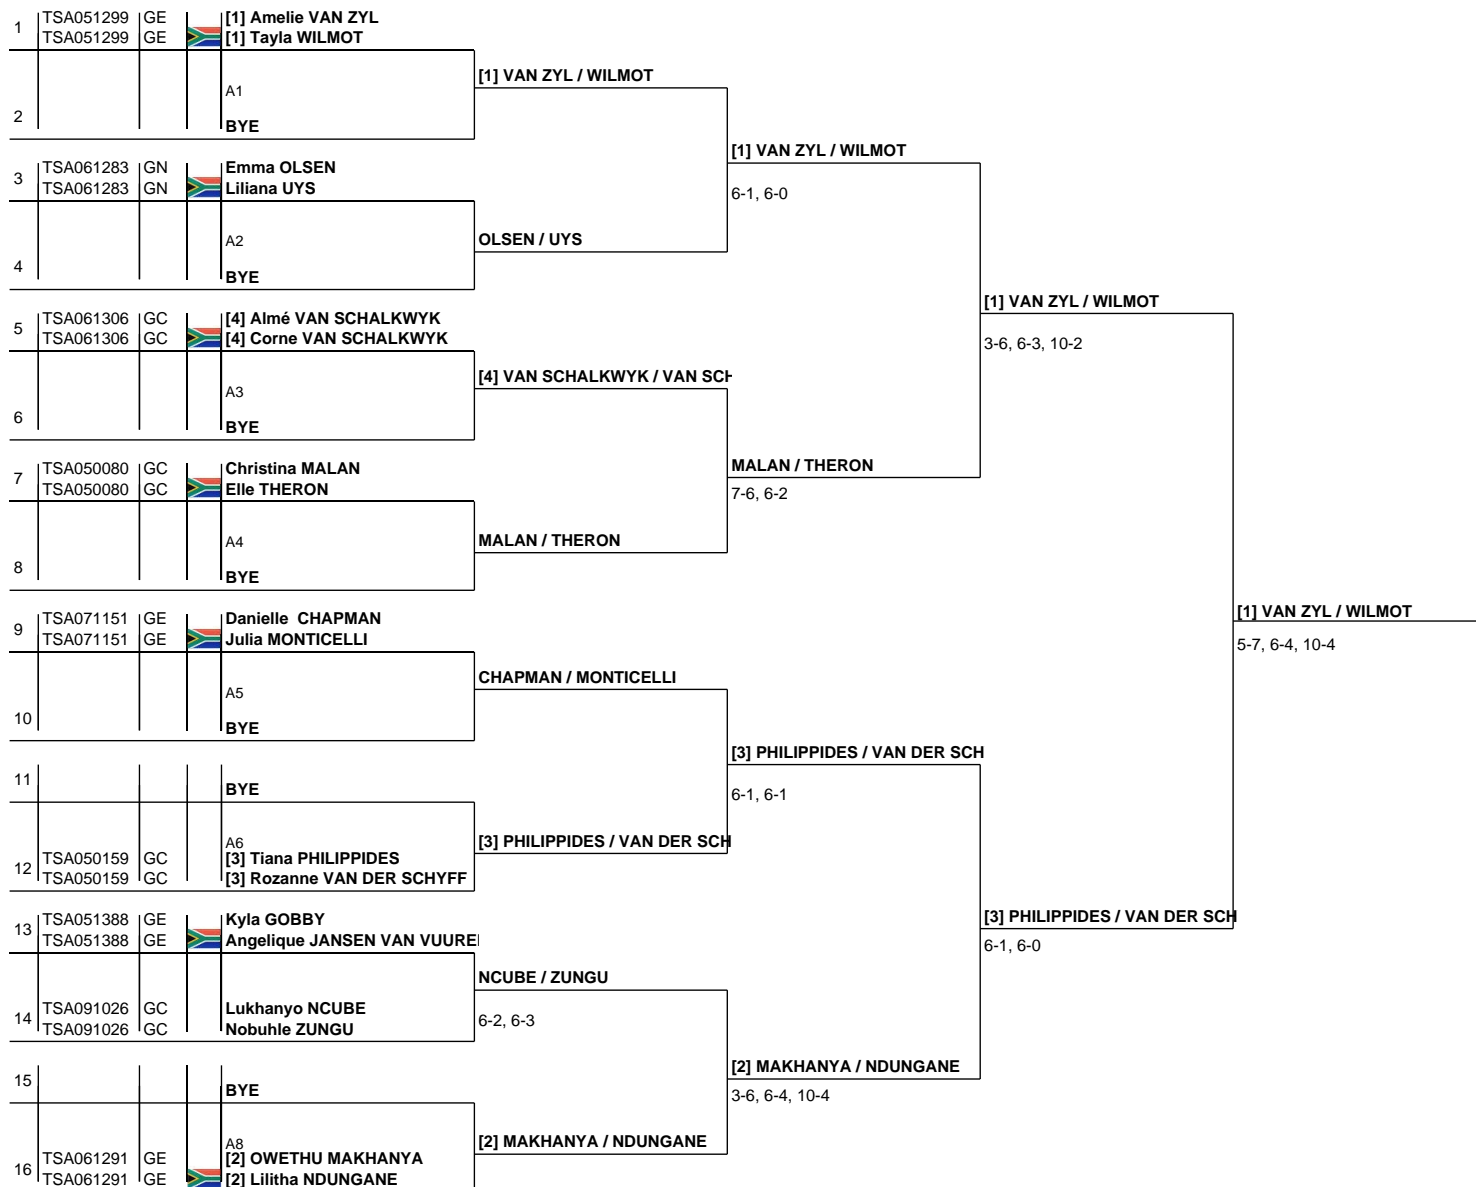 1 TSA051299 GE [1] Amelie VAN ZYL
TSA051299 GE [1] Tayla WILMOT
[1] VAN ZYL / WILMOT
A1
2 BYE
[1] VAN ZYL / WILMOT
6-1, 6-0
3 TSA061283 GN Emma OLSEN
TSA061283 GN Liliana UYS
OLSEN / UYS
A2
4 BYE
[1] VAN ZYL / WILMOT
3-6, 6-3, 10-2
5 TSA061306 GC [4] Almé VAN SCHALKWYK
TSA061306 GC [4] Corne VAN SCHALKWYK
[4] VAN SCHALKWYK / VAN SCH
A3
6 BYE
MALAN / THERON
7-6, 6-2
7 TSA050080 GC Christina MALAN
TSA050080 GC Elle THERON
MALAN / THERON
A4
8 BYE
[1] VAN ZYL / WILMOT
5-7, 6-4, 10-4
9 TSA071151 GE Danielle CHAPMAN
TSA071151 GE Julia MONTICELLI
CHAPMAN / MONTICELLI
A5
10 BYE
[3] PHILIPPIDES / VAN DER SCH
6-1, 6-1
11 BYE
[3] PHILIPPIDES / VAN DER SCH
A6
12 TSA050159 GC [3] Tiana PHILIPPIDES
TSA050159 GC [3] Rozanne VAN DER SCHYFF
[3] PHILIPPIDES / VAN DER SCH
6-1, 6-0
13 TSA051388 GE Kyla GOBBY
TSA051388 GE Angelique JANSEN VAN VUURE
NCUBE / ZUNGU
6-2, 6-3
14 TSA091026 GC Lukhanyo NCUBE
TSA091026 GC Nobuhle ZUNGU
[2] MAKHANYA / NDUNGANE
3-6, 6-4, 10-4
15 BYE
[2] MAKHANYA / NDUNGANE
A8
16 TSA061291 GE [2] OWETHU MAKHANYA
TSA061291 GE [2] Lilitha NDUNGANE